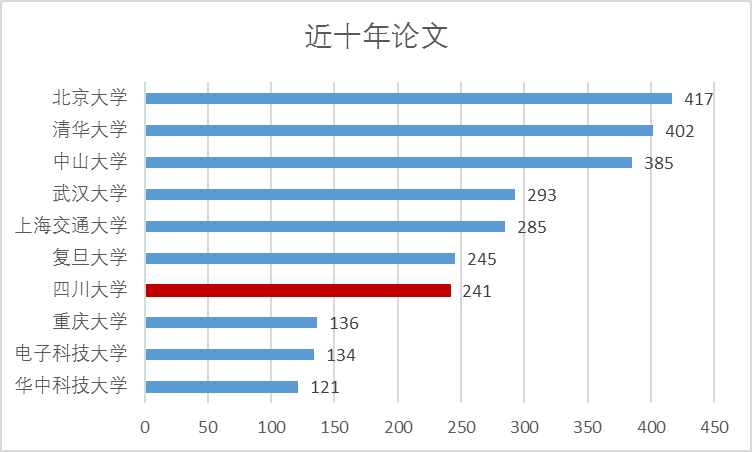 近十年论文
北京大学 417
清华大学 402
中山大学 385
武汉大学 293
上海交通大学 285
复旦大学 245
四川大学 241
重庆大学 136
电子科技大学 134
华中科技大学 121
0 50 100 150 200 250 300 350 400 450